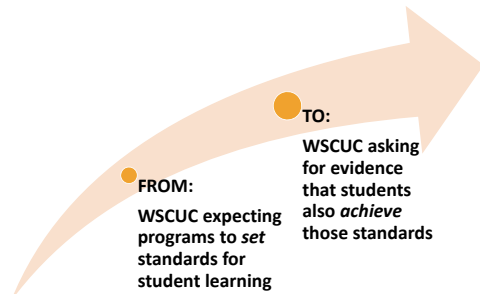 FROM:
WSCUC expecting
programs to set
standards for
student learning
TO:
WSCUC asking
for evidence
that students
also achieve
those standards